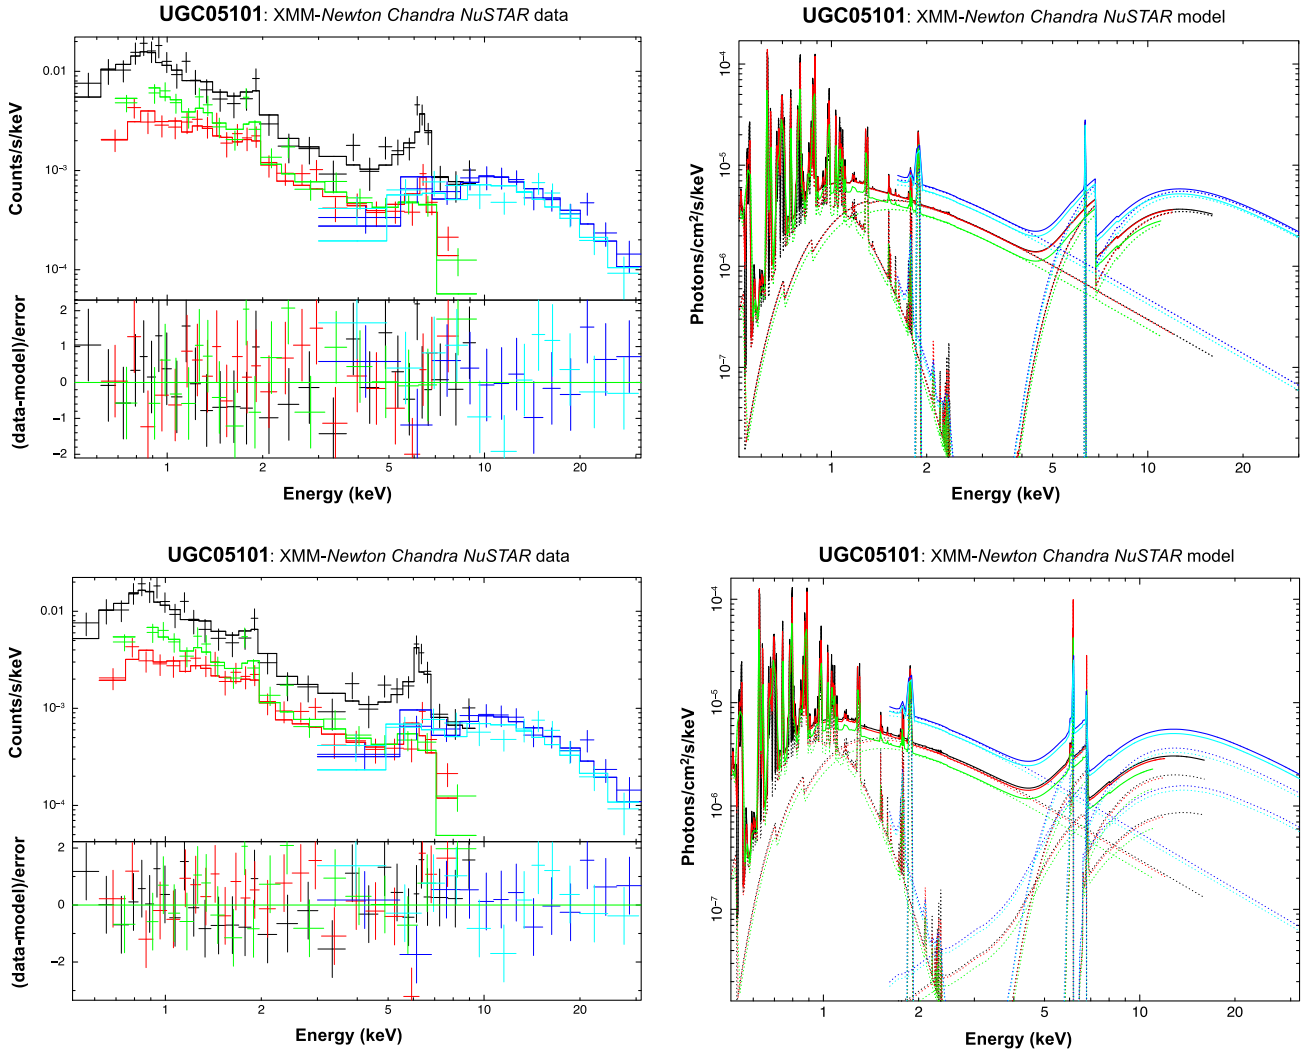 UGC05101: XMM-Newton Chandra NuSTAR data
0.01
10⁻³
10⁻⁴
Counts/s/keV
2
1
0
−1
−2
(data-model)/error
1 2 5 10 20
Energy (keV)
UGC05101: XMM-Newton Chandra NuSTAR model
10⁻⁴
10⁻⁵
10⁻⁶
10⁻⁷
Photons/cm²/s/keV
1 2 5 10 20
Energy (keV)
UGC05101: XMM-Newton Chandra NuSTAR data
0.01
10⁻³
10⁻⁴
Counts/s/keV
2
0
−2
(data-model)/error
1 2 5 10 20
Energy (keV)
UGC05101: XMM-Newton Chandra NuSTAR model
10⁻⁴
10⁻⁵
10⁻⁶
10⁻⁷
Photons/cm²/s/keV
1 2 5 10 20
Energy (keV)